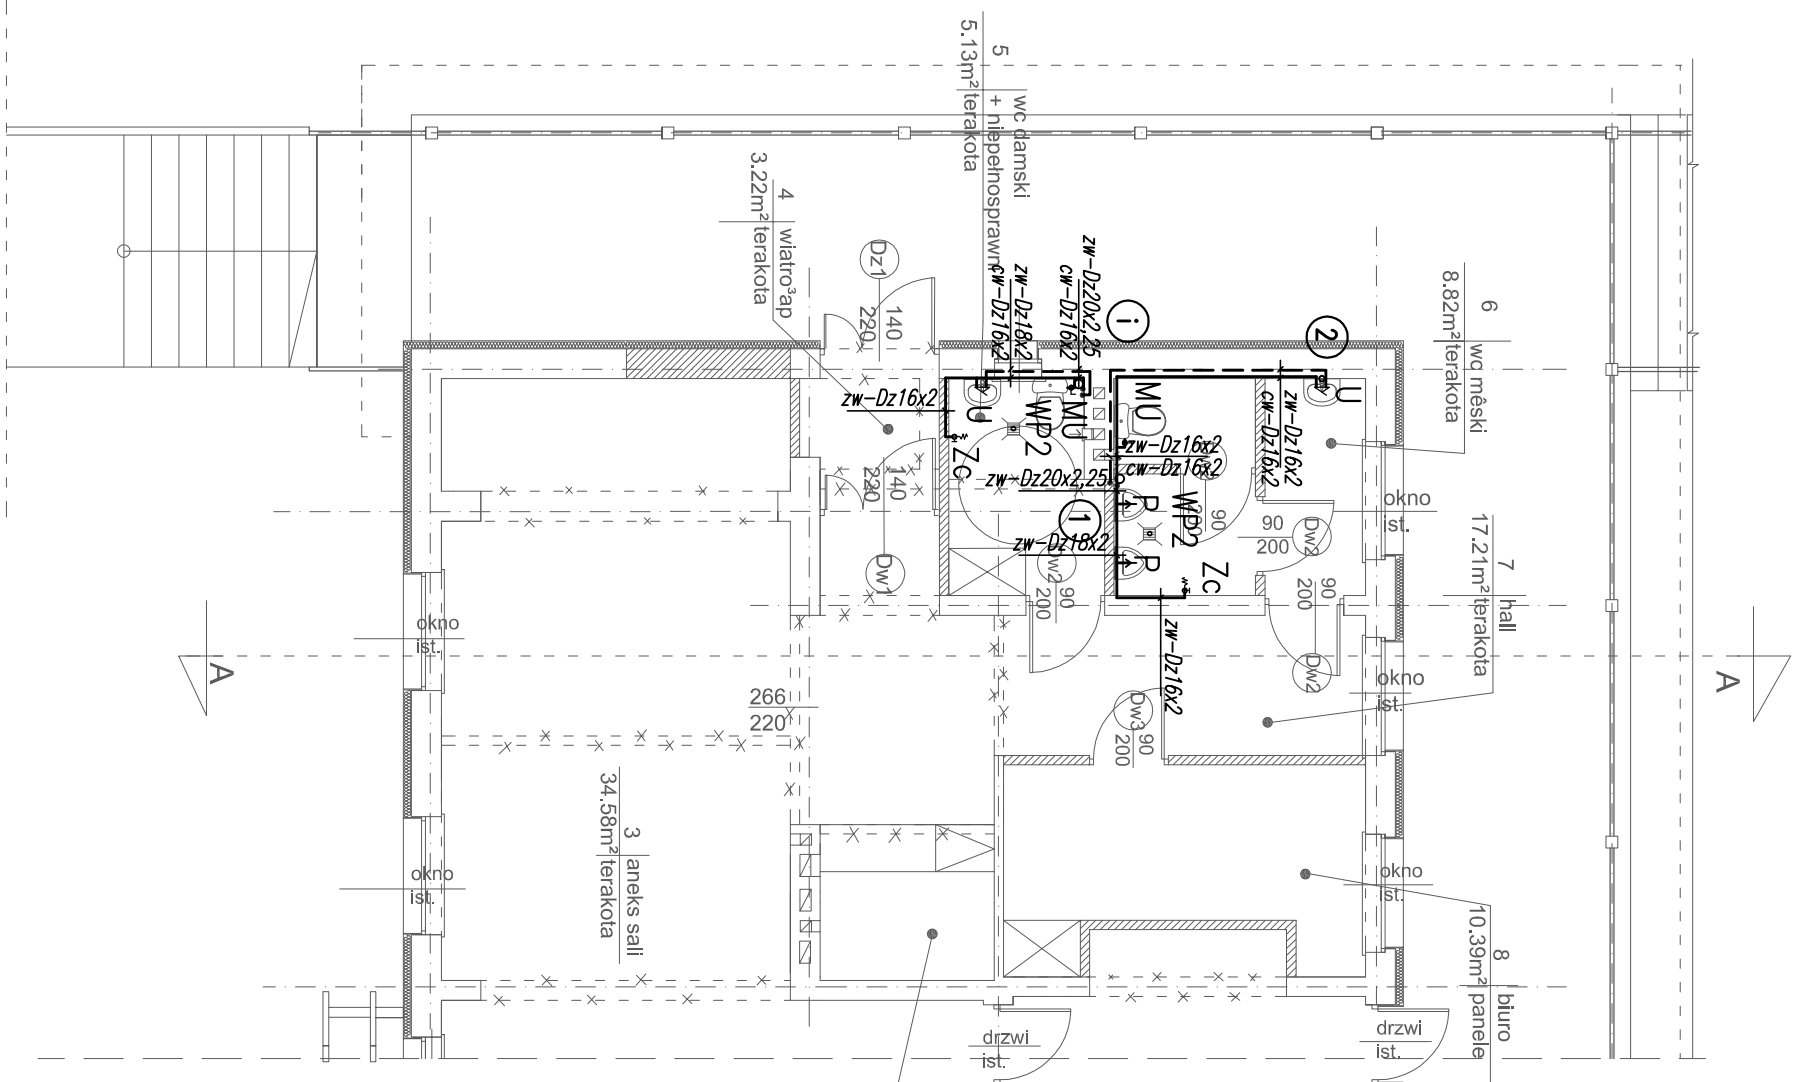 5
wc damski
+ niepełnosprawni
5.13m² terakota
4
wiatro³ap
3.22m² terakota
6
wc mêski
8.82m² terakota
7
hall
17.21m² terakota
8
biuro
10.39m² panele
3
aneks sali
34.58m² terakota
Dz1
140
220
140
220
Dw1
zw-Dz16x2
cw-Dz16x2
zw-Dz18x2
cw-Dz16x2
zw-Dz20x2,25
i
2
1
zw-Dz16x2
cw-Dz16x2
zw-Dz16x2
cw-Dz16x2
zw-Dz20x2,25
zw-Dz18x2
zw-Dz16x2
U
WP2
MU
Zc
MU
U
P
P
WP2
Zc
90
200
90
200
Dw2
90
200
Dw2
90
200
Dw2
Dw3
90
200
266
220
okno
ist.
okno
ist.
okno
ist.
okno
ist.
okno
ist.
drzwi
ist.
drzwi
ist.
A
A